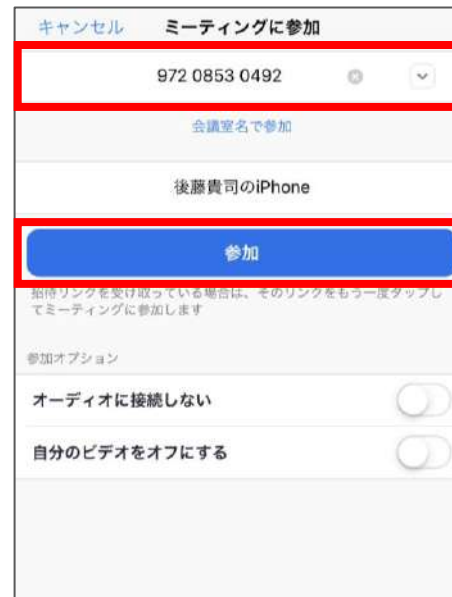 キャンセル ミーティングに参加
972 0853 0492
会議室名で参加
後藤貴司のiPhone
参加
招待リンクを受け取っている場合は、そのリンクをもう一度タップし
てミーティングに参加します
参加オプション
オーディオに接続しない
自分のビデオをオフにする